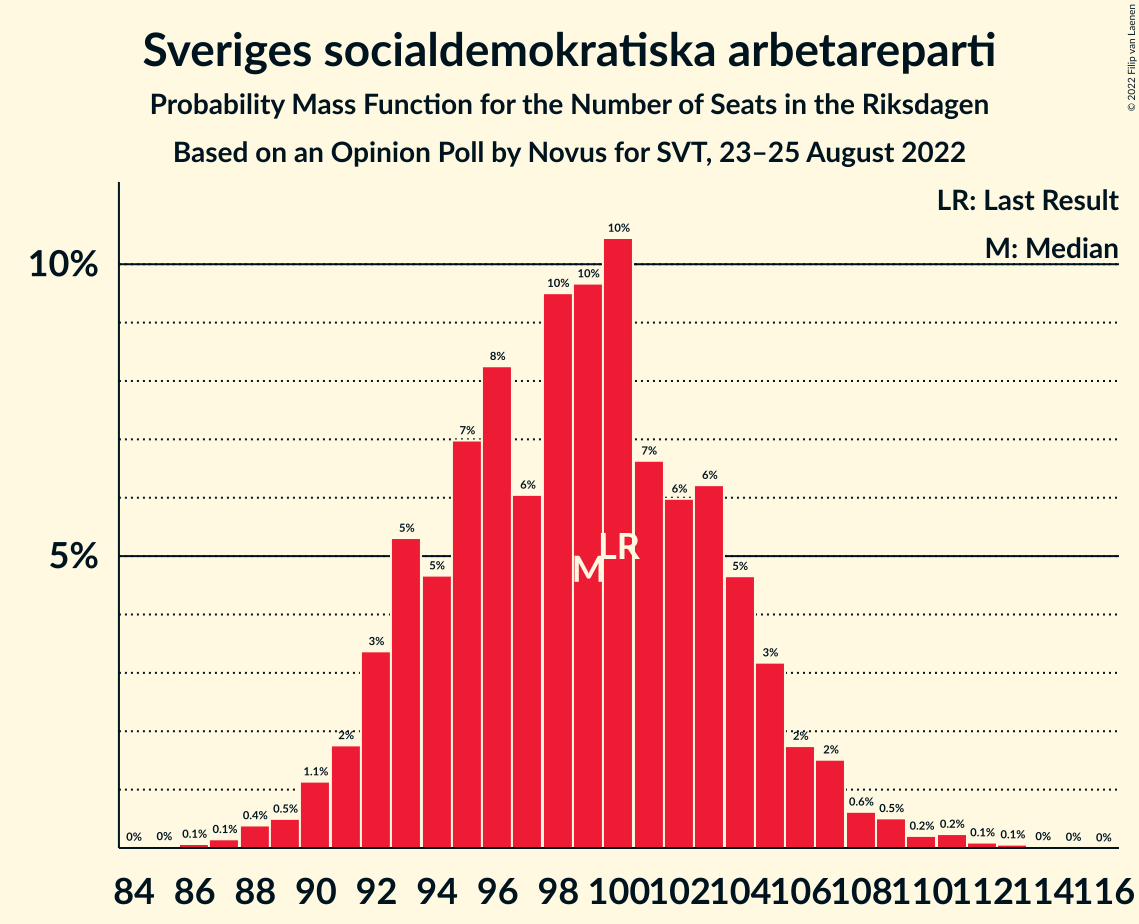 Sveriges socialdemokratiska arbetareparti
Probability Mass Function for the Number of Seats in the Riksdagen
Based on an Opinion Poll by Novus for SVT, 23–25 August 2022
© 2022 Filip van Laenen
LR: Last Result
M: Median
10%
5%
0% 0% 0.1% 0.1% 0.4% 0.5% 1.1% 2% 3% 5% 5% 7% 8% 6% 10% 10% 10% 7% 6% 6% 5% 3% 2% 2% 0.6% 0.5% 0.2% 0.2% 0.1% 0.1% 0% 0% 0%
LR
M
84 86 88 90 92 94 96 98 100 102 104 106 108 110 112 114 116